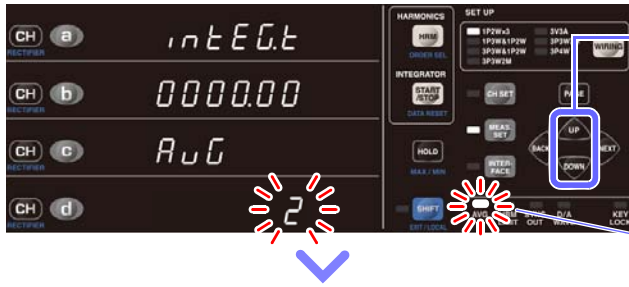 CH a
RECTIFIER
intEG.t
CH b
RECTIFIER
0000.00
CH c
RECTIFIER
AuG
CH d
RECTIFIER
2
HARMONICS
HRM
ORDER SEL
INTEGRATOR
START
/STOP
DATA RESET
HOLD
MAX / MIN
SHIFT
EXIT / LOCAL
SET UP
1P2Wx3
1P3W&1P2W
3P3W&1P2W
3P3W2M
3V3A
3P4W
WIRING
CH SET
PAGE
MEAS.
SET
INTER-
FACE
UP
BACK
NEXT
DOWN
AVG
OUT
D/A
KEY
LOCK